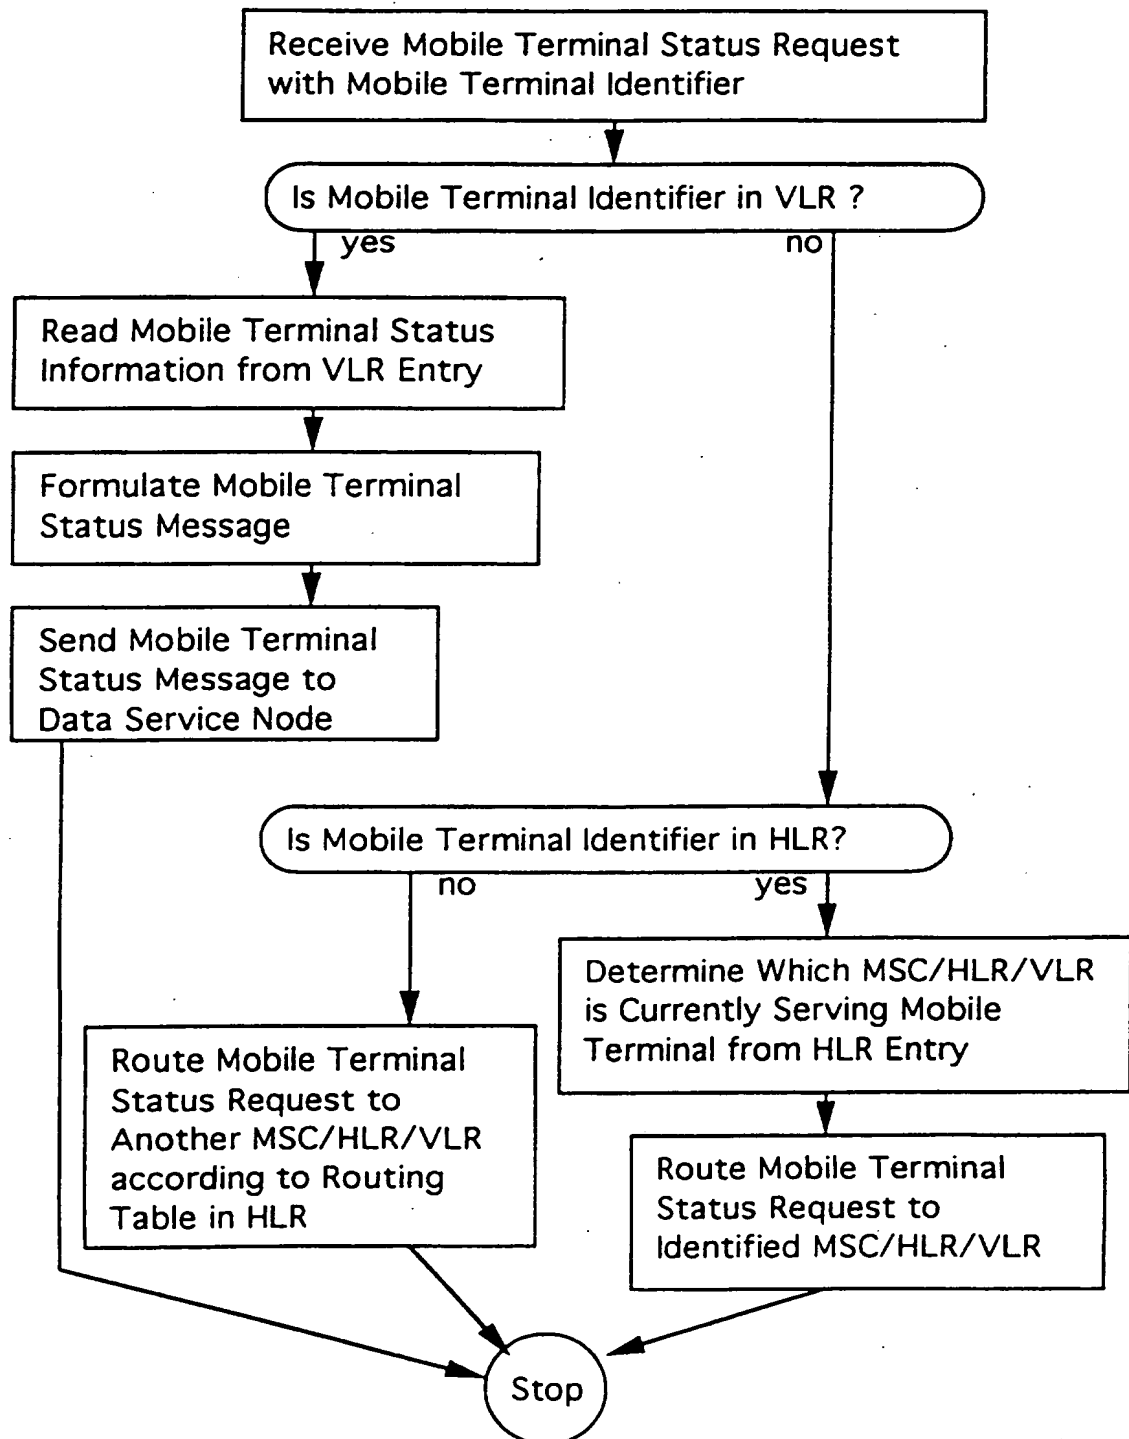 Receive Mobile Terminal Status Request
with Mobile Terminal Identifier
Is Mobile Terminal Identifier in VLR ?
yes
no
Read Mobile Terminal Status
Information from VLR Entry
Formulate Mobile Terminal
Status Message
Send Mobile Terminal
Status Message to
Data Service Node
Is Mobile Terminal Identifier in HLR?
no
yes
Determine Which MSC/HLR/VLR
is Currently Serving Mobile
Terminal from HLR Entry
Route Mobile Terminal
Status Request to
Another MSC/HLR/VLR
according to Routing
Table in HLR
Route Mobile Terminal
Status Request to
Identified MSC/HLR/VLR
Stop